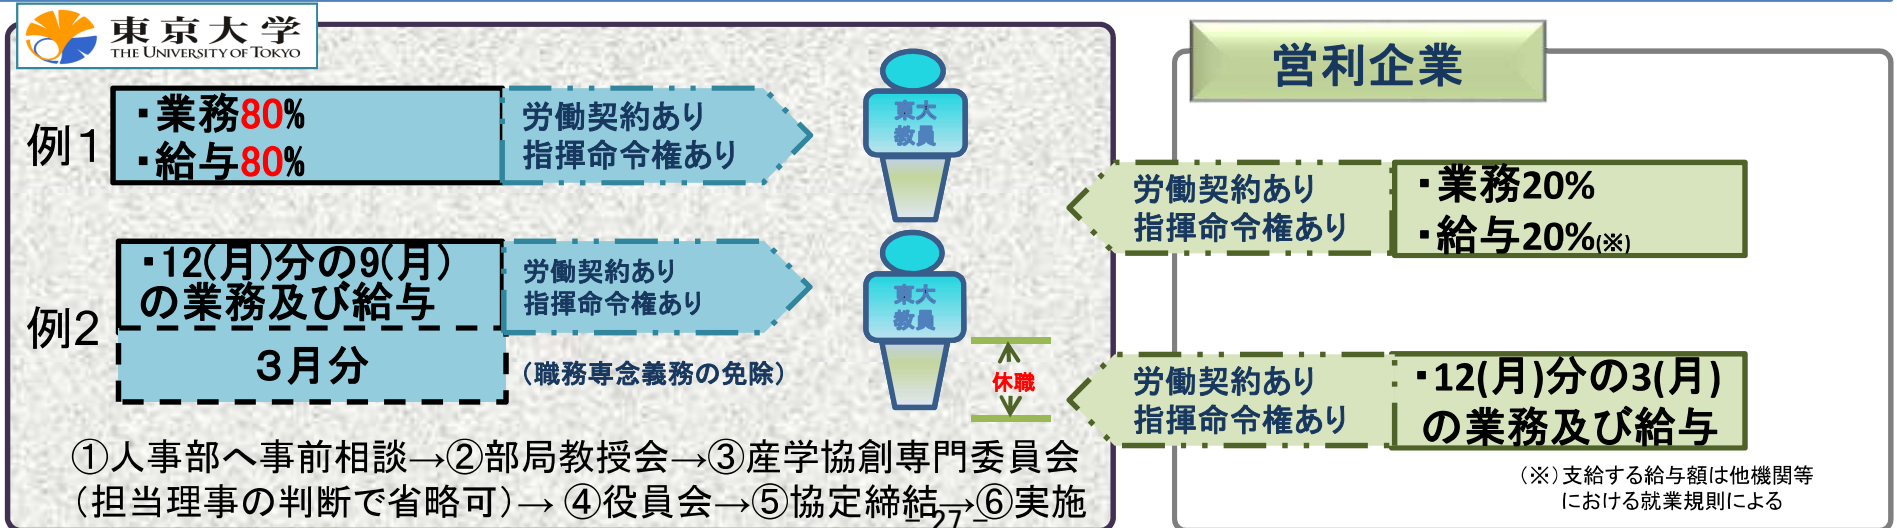 東京大学
THE UNIVERSITY OF TOKYO
例1
・業務80%
・給与80%
労働契約あり
指揮命令権あり
東大
教員
例2
・12(月)分の9(月)
の業務及び給与
3月分
労働契約あり
指揮命令権あり
(職務専念義務の免除)
東大
教員
休職
①人事部へ事前相談→②部局教授会→③産学協創専門委員会
(担当理事の判断で省略可)→ ④役員会→⑤協定締結→⑥実施
- 27 -
営利企業
労働契約あり
指揮命令権あり
・業務20%
・給与20%(※)
労働契約あり
指揮命令権あり
・12(月)分の3(月)
の業務及び給与
(※)支給する給与額は他機関等
における就業規則による